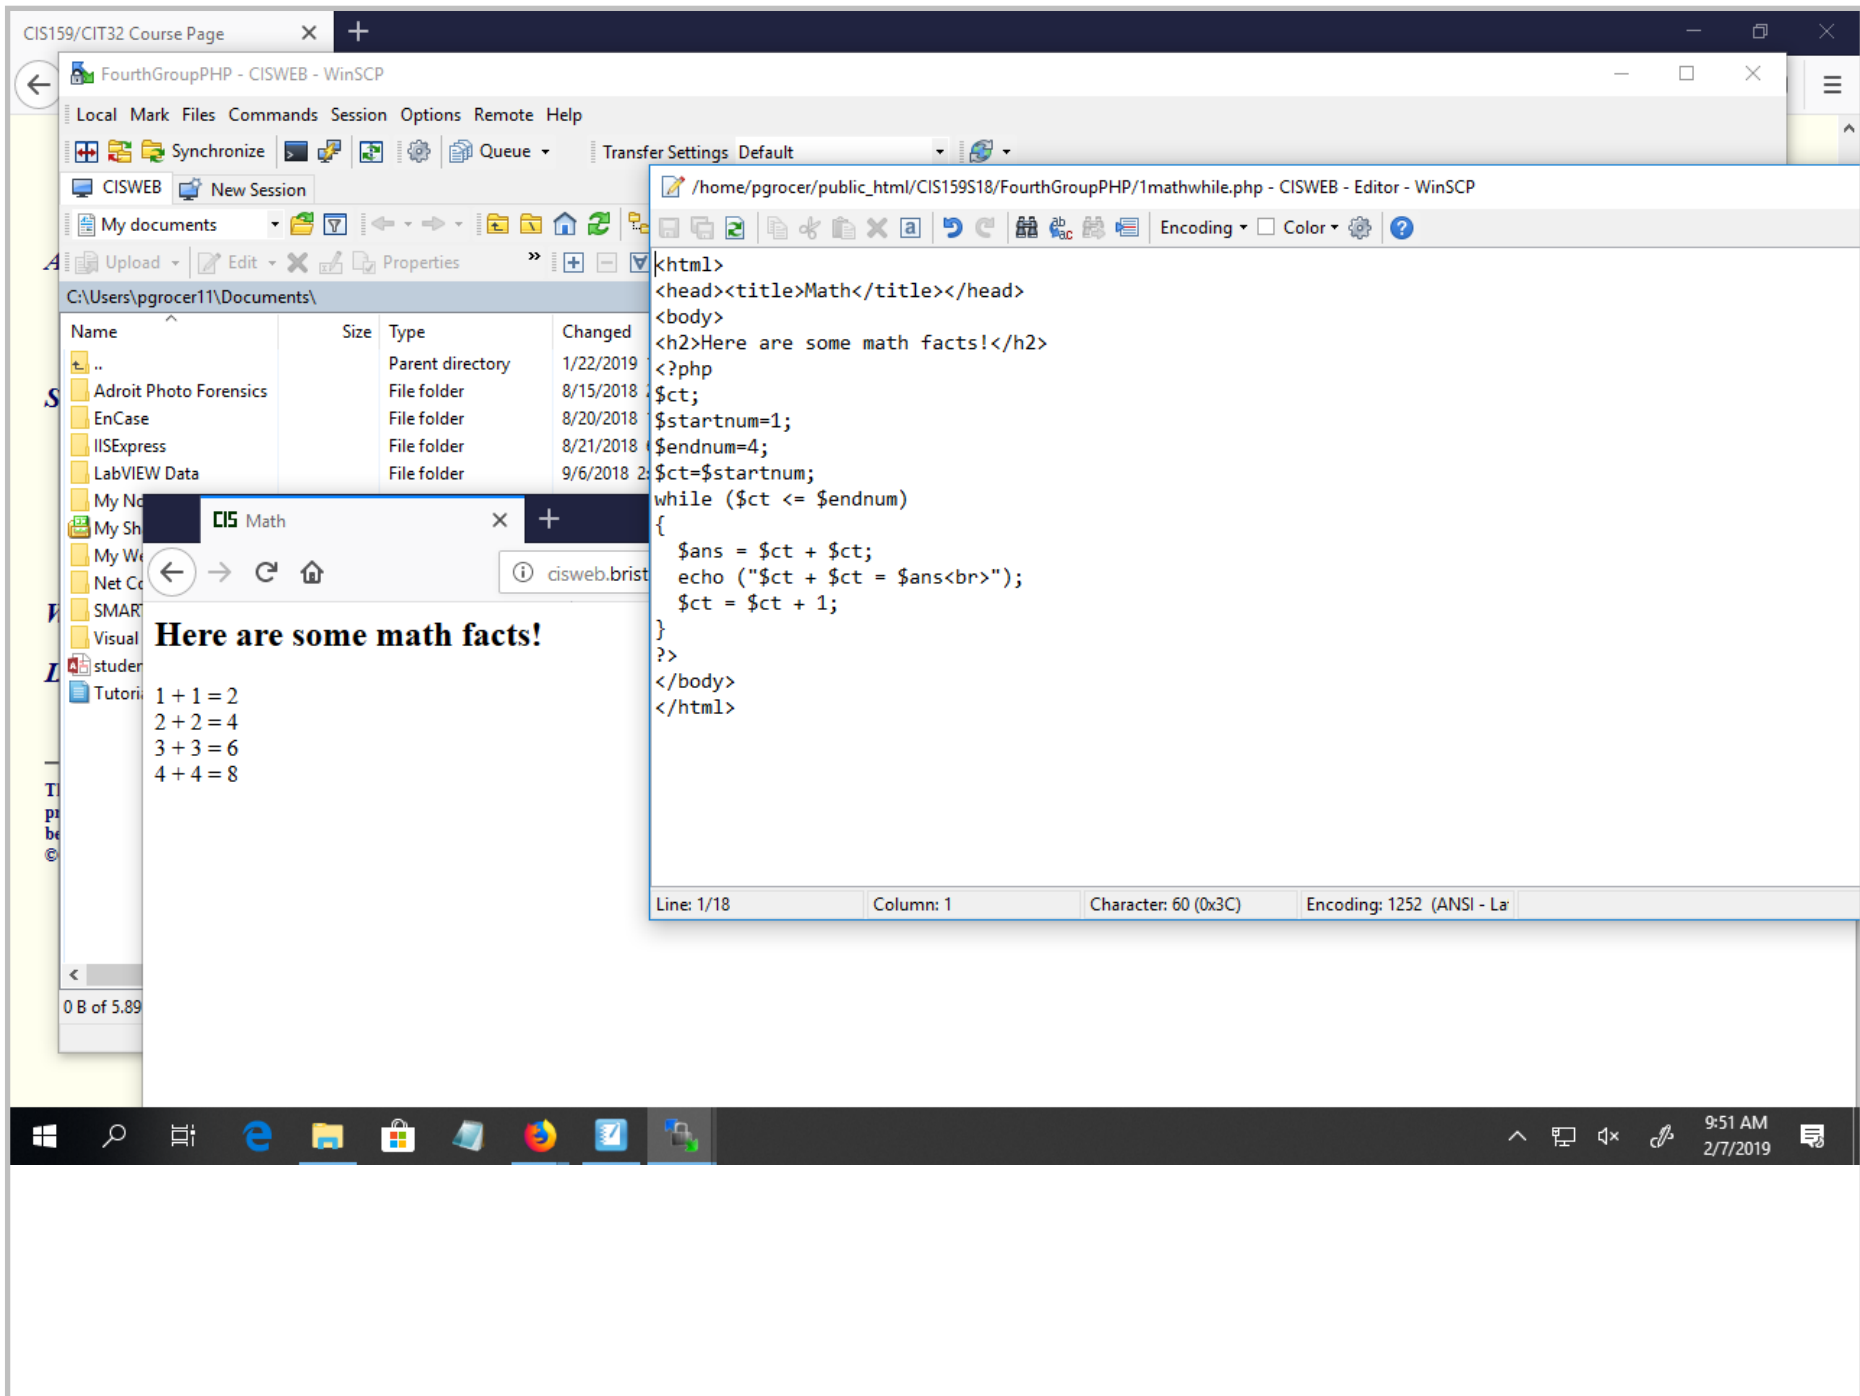 CIS159/CIT32 Course Page
FourthGroupPHP - CISWEB - WinSCP
Local Mark Files Commands Session Options Remote Help
Synchronize Queue Transfer Settings Default
CISWEB New Session
My documents
Upload Edit Properties
C:\Users\pgrocer11\Documents\
Name Size Type Changed
.. Parent directory 1/22/2019
Adroit Photo Forensics File folder 8/15/2018
EnCase File folder 8/20/2018
IISExpress File folder 8/21/2018
LabVIEW Data File folder 9/6/2018
My
My
My
Net
Visual
0 B of 5.89
CIS Math
cisweb.brist
Here are some math facts!
1 + 1 = 2
2 + 2 = 4
3 + 3 = 6
4 + 4 = 8
/home/pgrocer/public_html/CIS159S18/FourthGroupPHP/1mathwhile.php - CISWEB - Editor - WinSCP
Encoding Color
<html>
<head><title>Math</title></head>
<body>
<h2>Here are some math facts!</h2>
<?php
$ct;
$startnum=1;
$endnum=4;
$ct=$startnum;
while ($ct <= $endnum)
{
$ans = $ct + $ct;
echo ("$ct + $ct = $ans<br>");
$ct = $ct + 1;
}
?>
</body>
</html>
Line: 1/18 Column: 1 Character: 60 (0x3C) Encoding: 1252 (ANSI - La
9:51 AM
2/7/2019